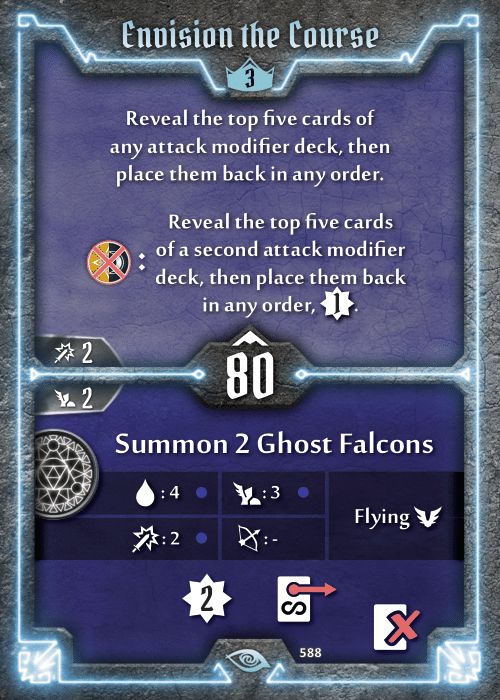 Envision the Course
3
Reveal the top five cards of
any attack modifier deck, then
place them back in any order.
Reveal the top five cards
: of a second attack modifier
deck, then place them back
in any order, 1.
2
80
2
Summon 2 Ghost Falcons
: 4
: 3
Flying
: 2
: -
2
S
588